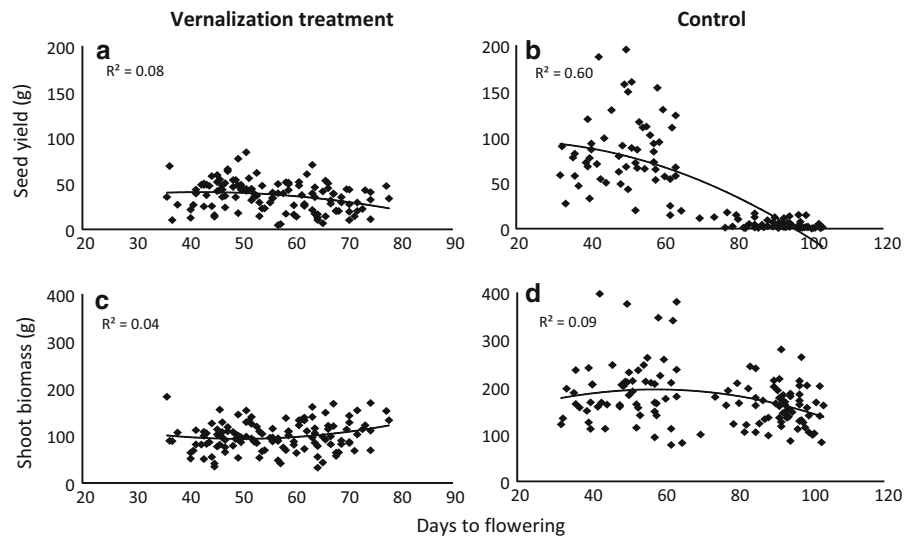 Vernalization treatment
Control
a
R² = 0.08
Seed yield (g)
200
150
100
50
0
20 30 40 50 60 70 80 90
b
R² = 0.60
200
150
100
50
0
20 40 60 80 100 120
c
R² = 0.04
Shoot biomass (g)
400
300
200
100
0
20 30 40 50 60 70 80 90
d
R² = 0.09
400
300
200
100
0
20 40 60 80 100 120
Days to flowering